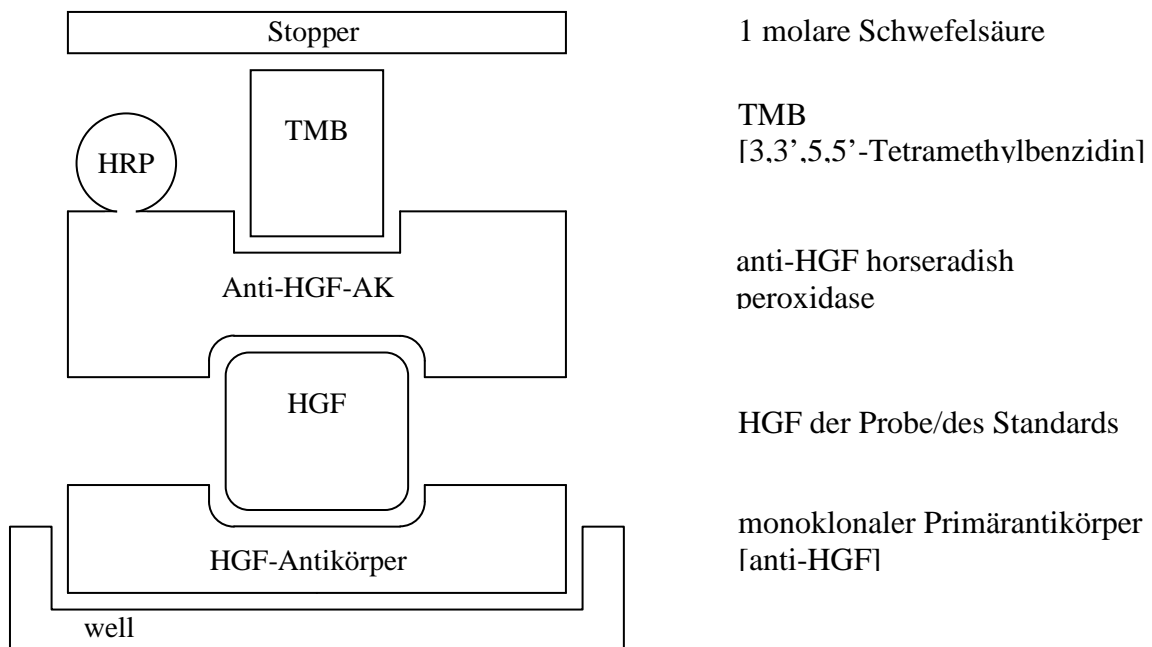 Stopper
1 molare Schwefelsäure
TMB
HRP
TMB
[3,3’,5,5’-Tetramethylbenzidin]
Anti-HGF-AK
anti-HGF horseradish
peroxidase
HGF
HGF der Probe/des Standards
HGF-Antikörper
monoklonaler Primärantikörper
[anti-HGF]
well